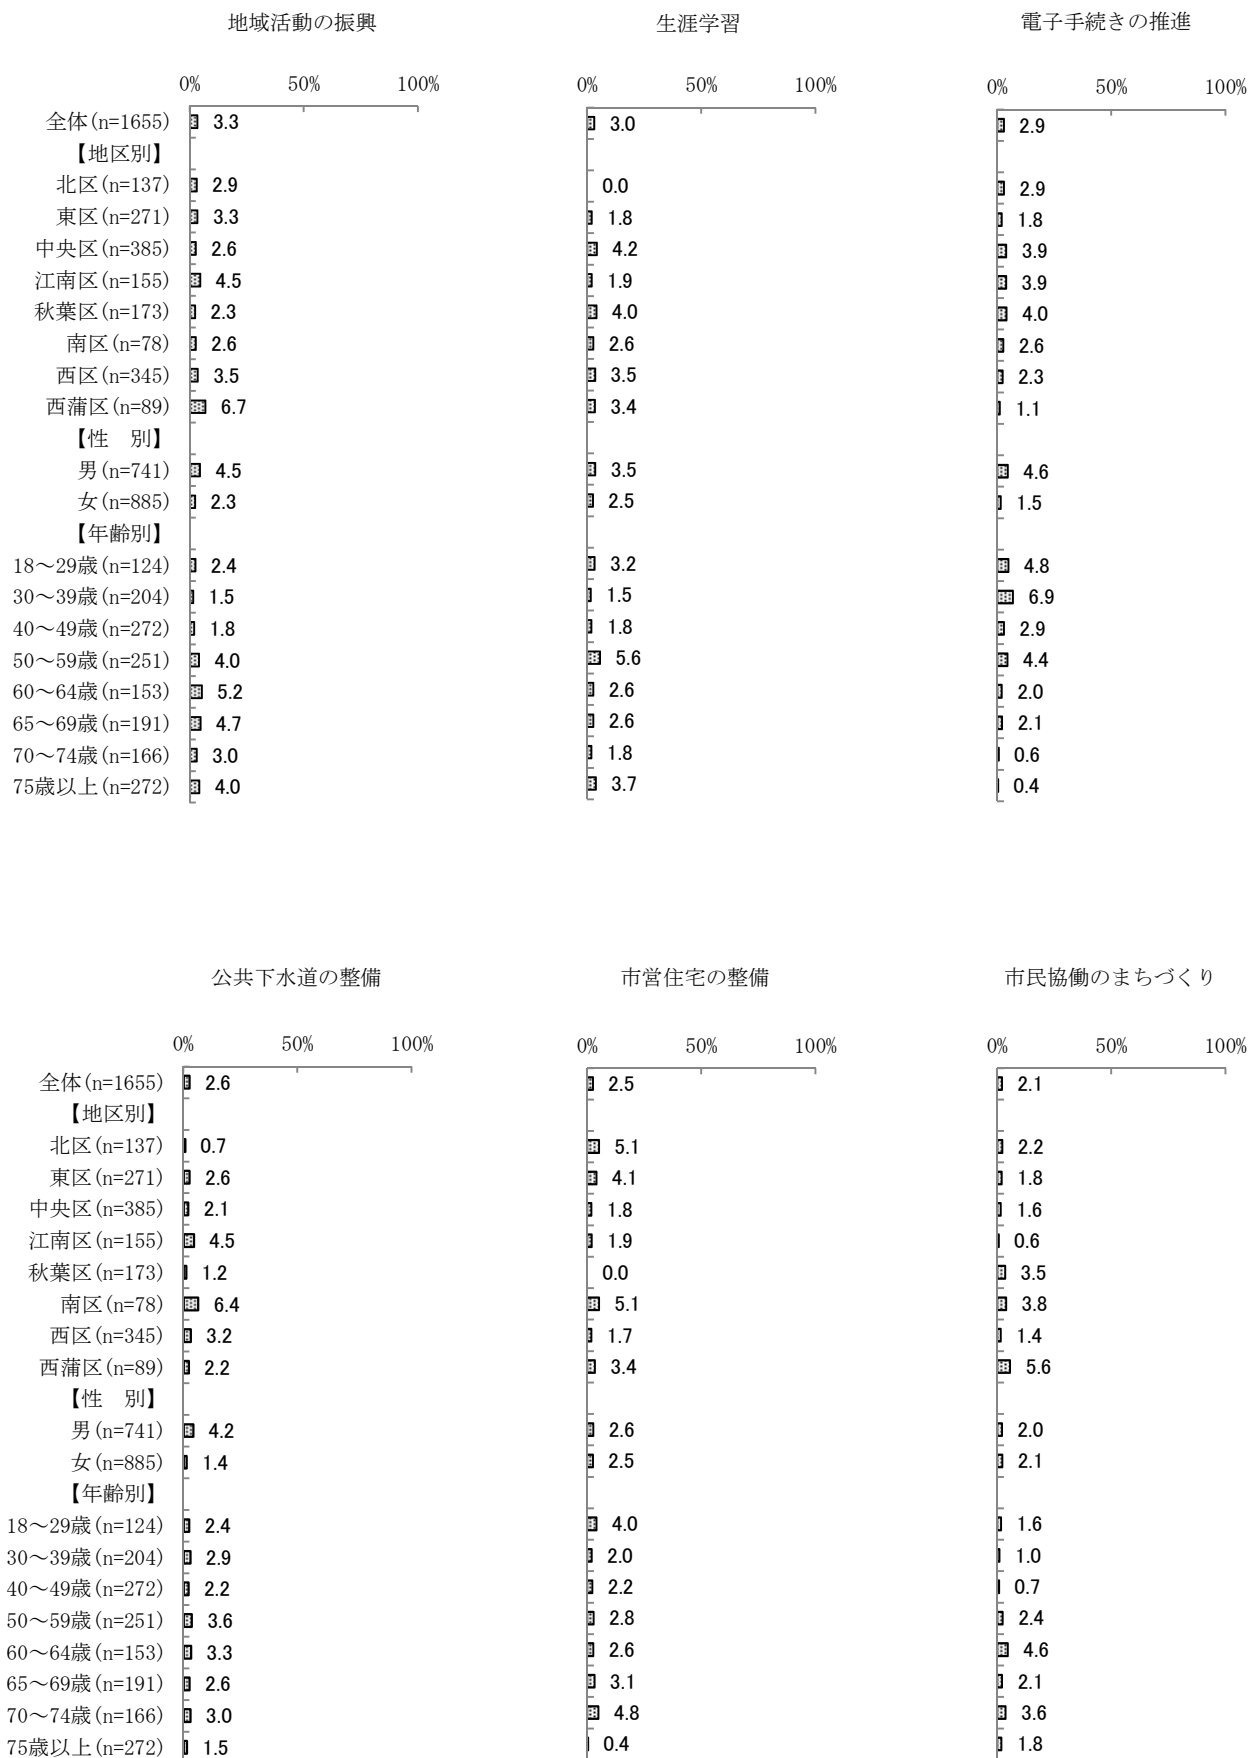 地域活動の振興 生涯学習 電子手続きの推進
0% 50% 100% 0% 50% 100% 0% 50% 100%
全体(n=1655) 3.3 3.0 2.9
【地区別】
北区(n=137) 2.9 0.0 2.9
東区(n=271) 3.3 1.8 1.8
中央区(n=385) 2.6 4.2 3.9
江南区(n=155) 4.5 1.9 3.9
秋葉区(n=173) 2.3 4.0 4.0
南区(n=78) 2.6 2.6 2.6
西区(n=345) 3.5 3.5 2.3
西蒲区(n=89) 6.7 3.4 1.1
【性　別】
男(n=741) 4.5 3.5 4.6
女(n=885) 2.3 2.5 1.5
【年齢別】
18～29歳(n=124) 2.4 3.2 4.8
30～39歳(n=204) 1.5 1.5 6.9
40～49歳(n=272) 1.8 1.8 2.9
50～59歳(n=251) 4.0 5.6 4.4
60～64歳(n=153) 5.2 2.6 2.0
65～69歳(n=191) 4.7 2.6 2.1
70～74歳(n=166) 3.0 1.8 0.6
75歳以上(n=272) 4.0 3.7 0.4
公共下水道の整備 市営住宅の整備 市民協働のまちづくり
0% 50% 100% 0% 50% 100% 0% 50% 100%
全体(n=1655) 2.6 2.5 2.1
【地区別】
北区(n=137) 0.7 5.1 2.2
東区(n=271) 2.6 4.1 1.8
中央区(n=385) 2.1 1.8 1.6
江南区(n=155) 4.5 1.9 0.6
秋葉区(n=173) 1.2 0.0 3.5
南区(n=78) 6.4 5.1 3.8
西区(n=345) 3.2 1.7 1.4
西蒲区(n=89) 2.2 3.4 5.6
【性　別】
男(n=741) 4.2 2.6 2.0
女(n=885) 1.4 2.5 2.1
【年齢別】
18～29歳(n=124) 2.4 4.0 1.6
30～39歳(n=204) 2.9 2.0 1.0
40～49歳(n=272) 2.2 2.2 0.7
50～59歳(n=251) 3.6 2.8 2.4
60～64歳(n=153) 3.3 2.6 4.6
65～69歳(n=191) 2.6 3.1 2.1
70～74歳(n=166) 3.0 4.8 3.6
75歳以上(n=272) 1.5 0.4 1.8